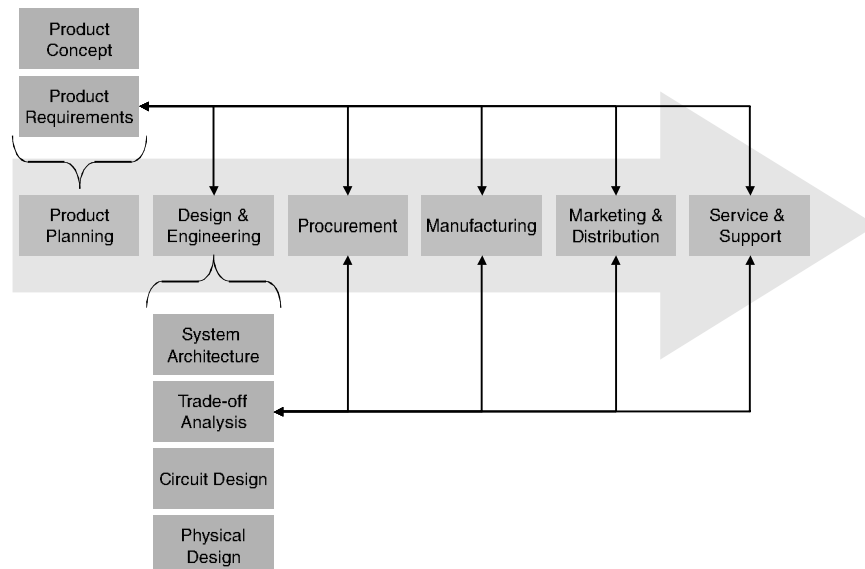 Product
Concept
Product
Requirements
Product
Planning
Design &
Engineering
Procurement
Manufacturing
Marketing &
Distribution
Service &
Support
System
Architecture
Trade-off
Analysis
Circuit Design
Physical
Design